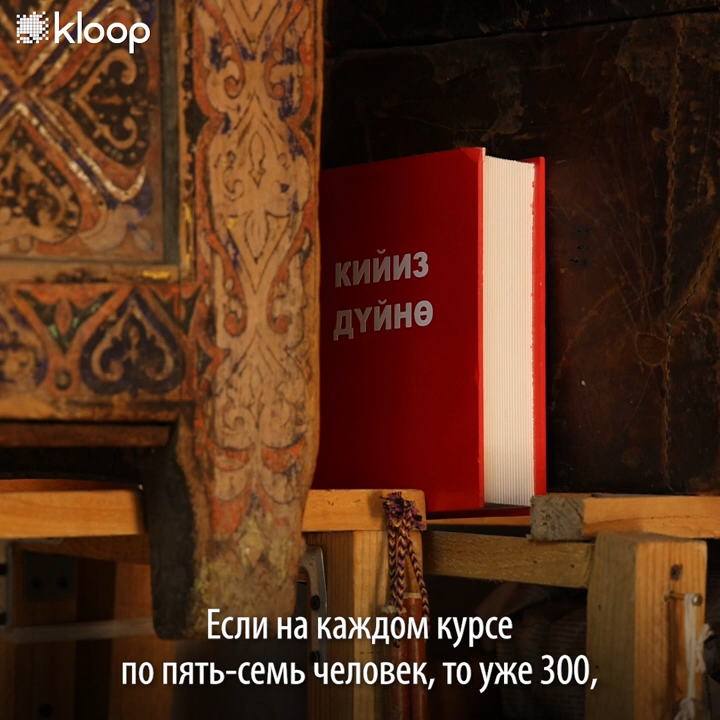 kloop
КИЙИЗ
ДҮЙНӨ
Если на каждом курсе
по пять-семь человек, то уже 300,